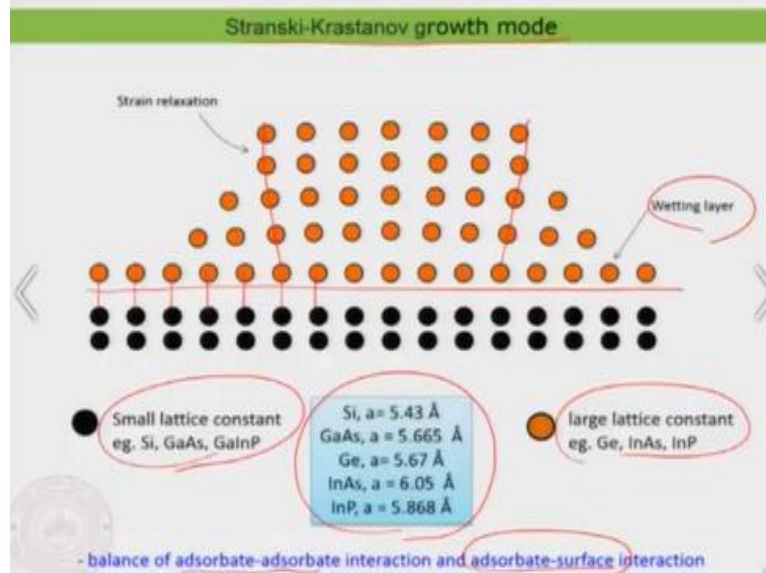 Stranski-Krastanov growth mode
Strain relaxation
Wetting layer
Small lattice constant
eg. Si, GaAs, GaInP
Si, a= 5.43 Å
GaAs, a = 5.665 Å
Ge, a= 5.67 Å
InAs, a = 6.05 Å
InP, a = 5.868 Å
large lattice constant
eg. Ge, InAs, InP
- balance of adsorbate-adsorbate interaction and adsorbate-surface interaction